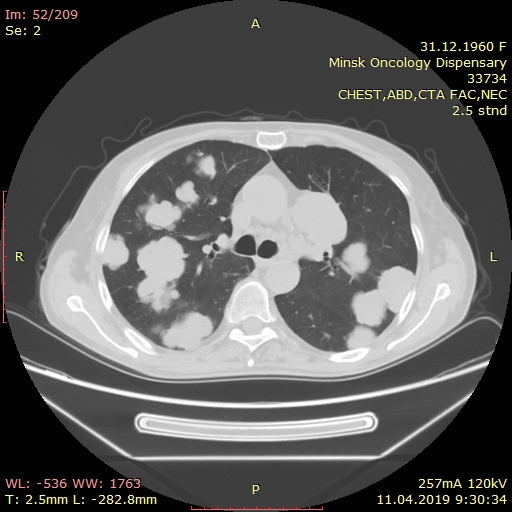 Im: 52/209
Se: 2
A
31.12.1960 F
Minsk Oncology Dispensary
33734
CHEST,ABD,CTA FAC,NEC
2.5 stnd
R
L
WL: -536 WW: 1763
T: 2.5mm L: -282.8mm
P
257mA 120kV
11.04.2019 9:30:34